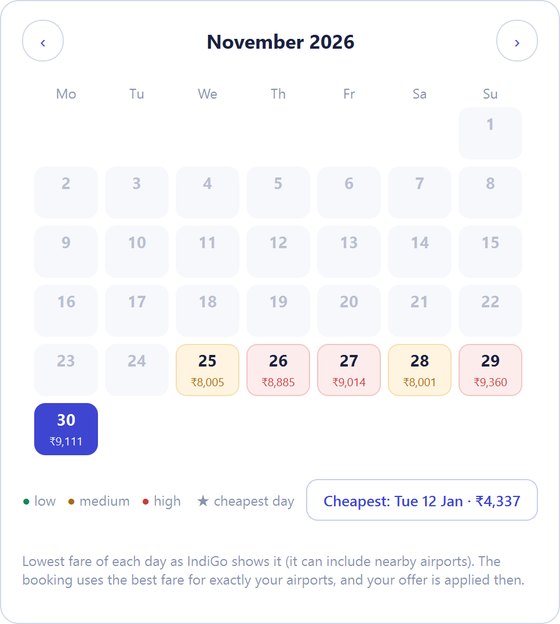 ‹ November 2026 ›
Mo Tu We Th Fr Sa Su
1
2 3 4 5 6 7 8
9 10 11 12 13 14 15
16 17 18 19 20 21 22
23 24 25 26 27 28 29
₹8,005 ₹8,885 ₹9,014 ₹8,001 ₹9,360
30
₹9,111
● low ● medium ● high ★ cheapest day Cheapest: Tue 12 Jan · ₹4,337
Lowest fare of each day as IndiGo shows it (it can include nearby airports). The
booking uses the best fare for exactly your airports, and your offer is applied then.